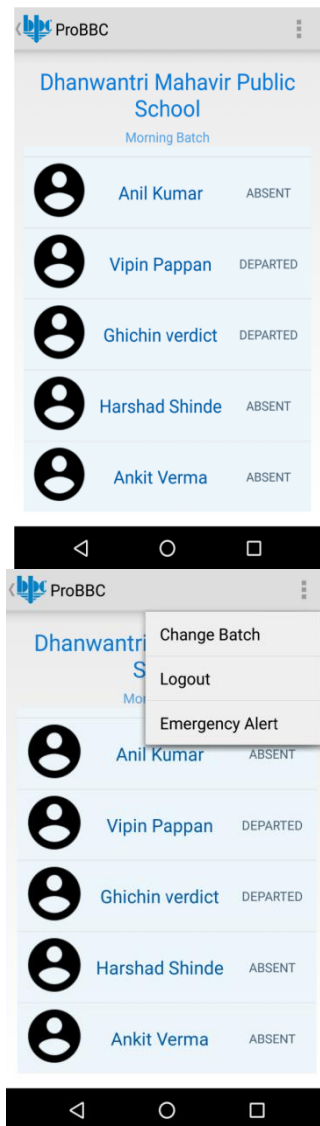 bbc ProBBC
Dhanwantri Mahavir Public
School
Morning Batch
Anil Kumar ABSENT
Vipin Pappan DEPARTED
Ghichin verdict DEPARTED
Harshad Shinde ABSENT
Ankit Verma ABSENT
bbc ProBBC
Change Batch
Dhanwantri
Logout
S
Mor
Emergency Alert
Anil Kumar ABSENT
Vipin Pappan DEPARTED
Ghichin verdict DEPARTED
Harshad Shinde ABSENT
Ankit Verma ABSENT